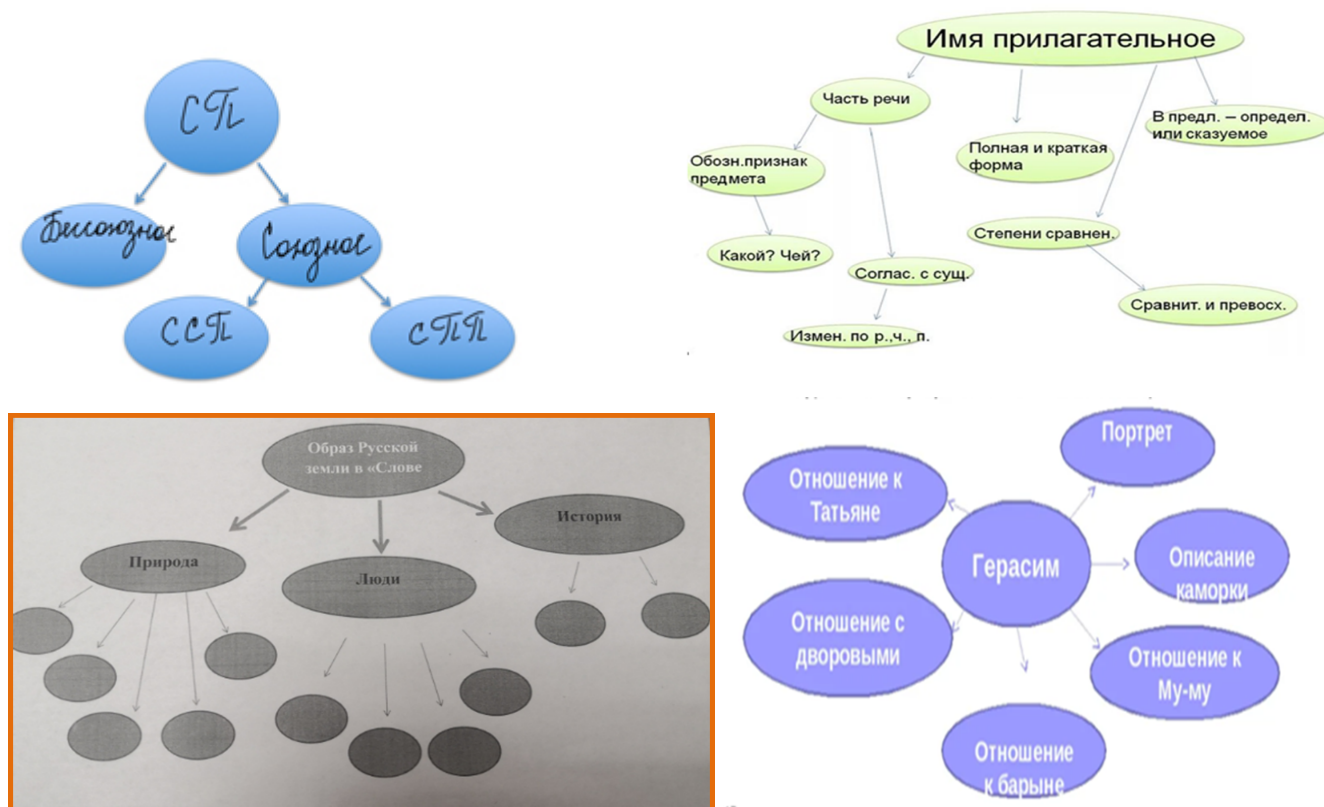 СП
Бессоюзное
Союзное
ССП
СПП
Имя прилагательное
Часть речи
В предл. – определ.
или сказуемое
Полная и краткая
форма
Обозн.признак
предмета
Степени сравнен.
Какой? Чей?
Соглас. с сущ.
Сравнит. и превосх.
Измен. по р.,ч., п.
Образ Русской
земли в «Слове
История
Природа
Люди
Портрет
Отношение к
Татьяне
Герасим
Описание
каморки
Отношение с
дворовыми
Отношение к
Му-му
Отношение
к барыне